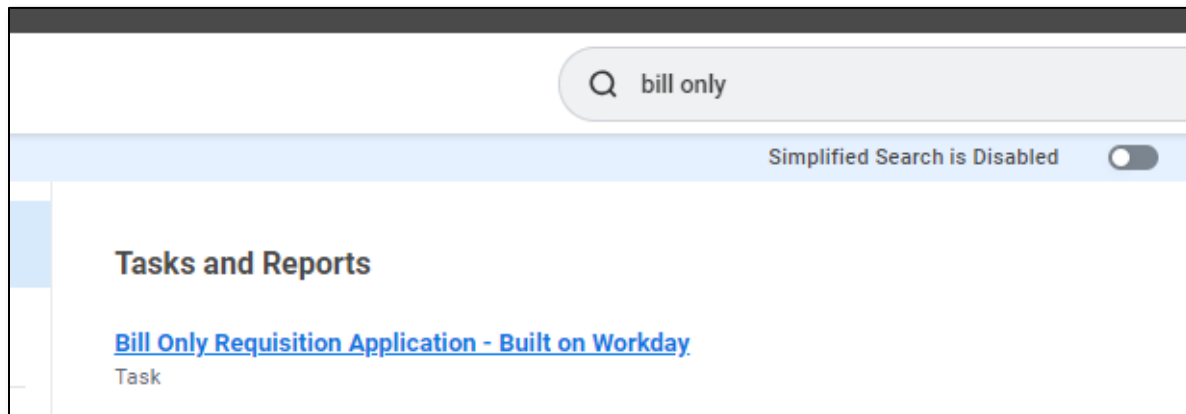 bill only
Simplified Search is Disabled
Tasks and Reports
Bill Only Requisition Application - Built on Workday
Task